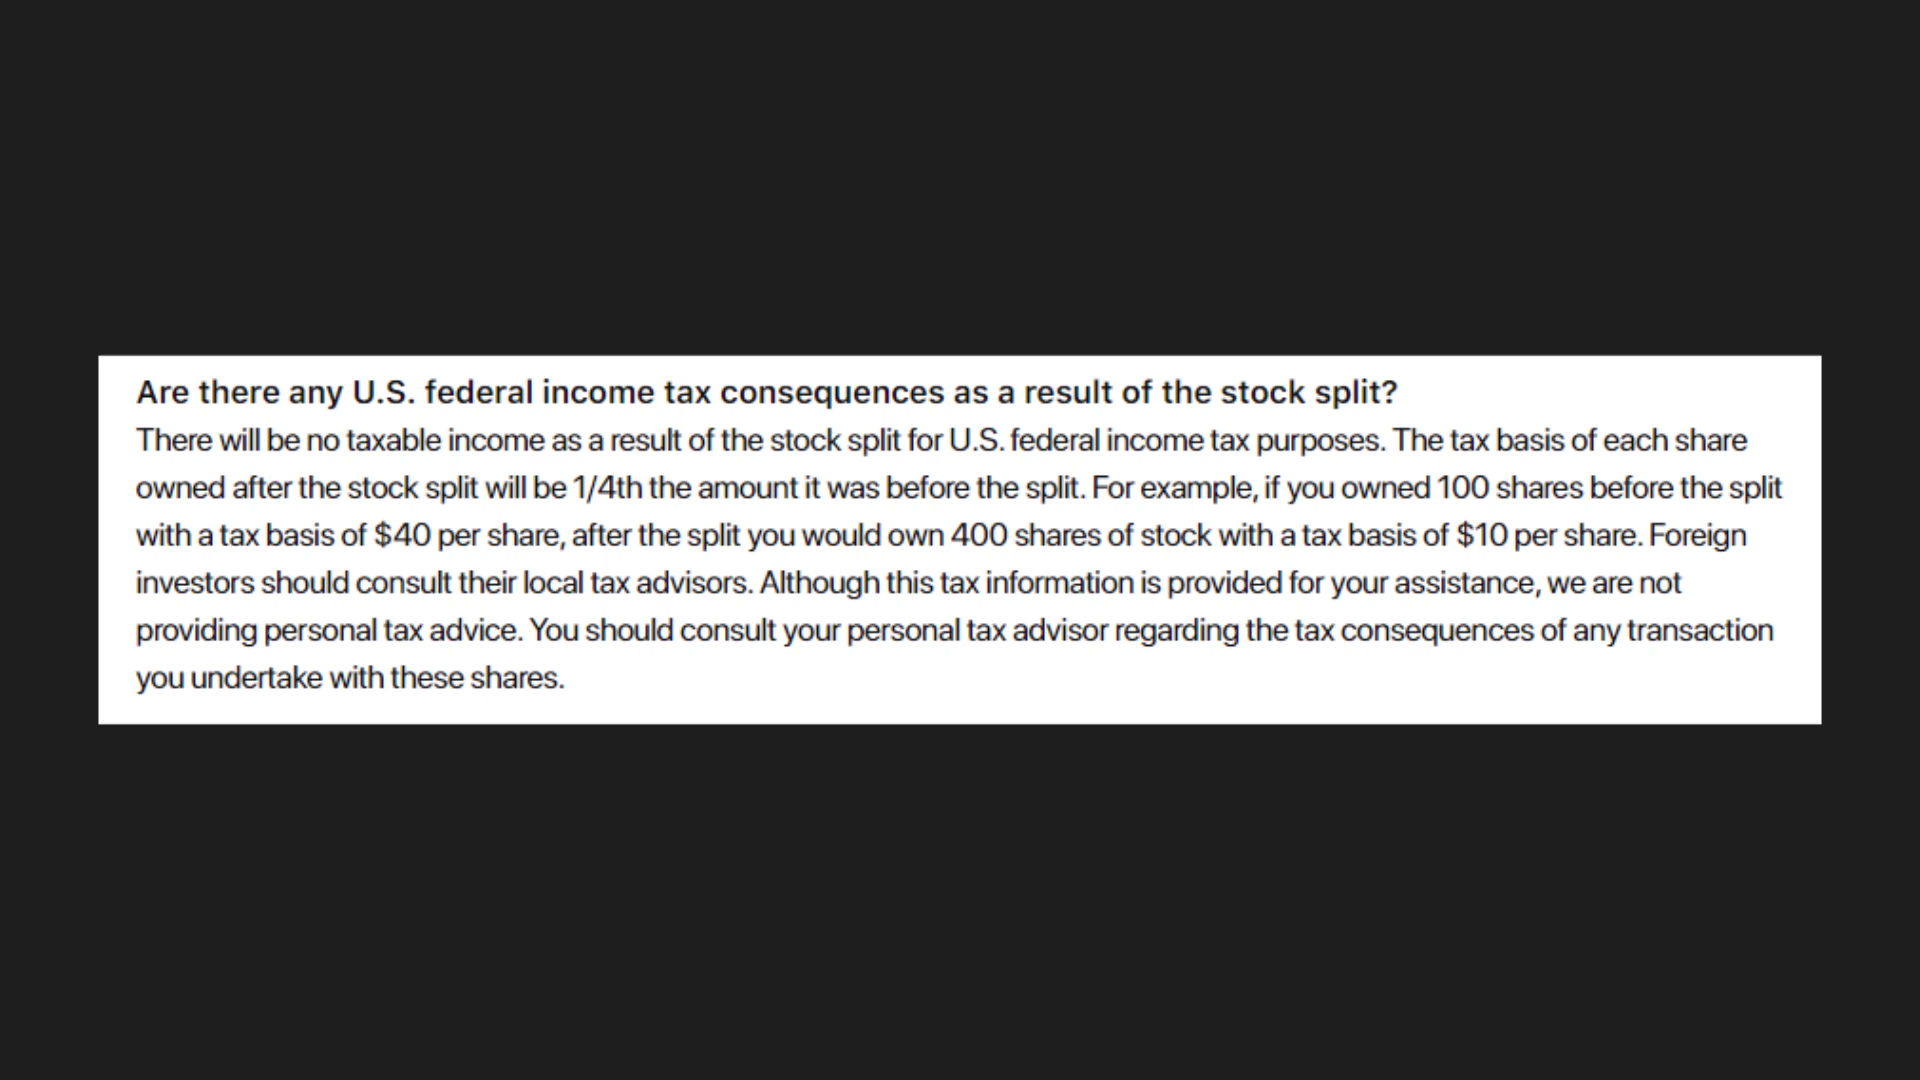 Are there any U.S. federal income tax consequences as a result of the stock split?
There will be no taxable income as a result of the stock split for U.S. federal income tax purposes. The tax basis of each share
owned after the stock split will be 1/4th the amount it was before the split. For example, if you owned 100 shares before the split
with a tax basis of $40 per share, after the split you would own 400 shares of stock with a tax basis of $10 per share. Foreign
investors should consult their local tax advisors. Although this tax information is provided for your assistance, we are not
providing personal tax advice. You should consult your personal tax advisor regarding the tax consequences of any transaction
you undertake with these shares.